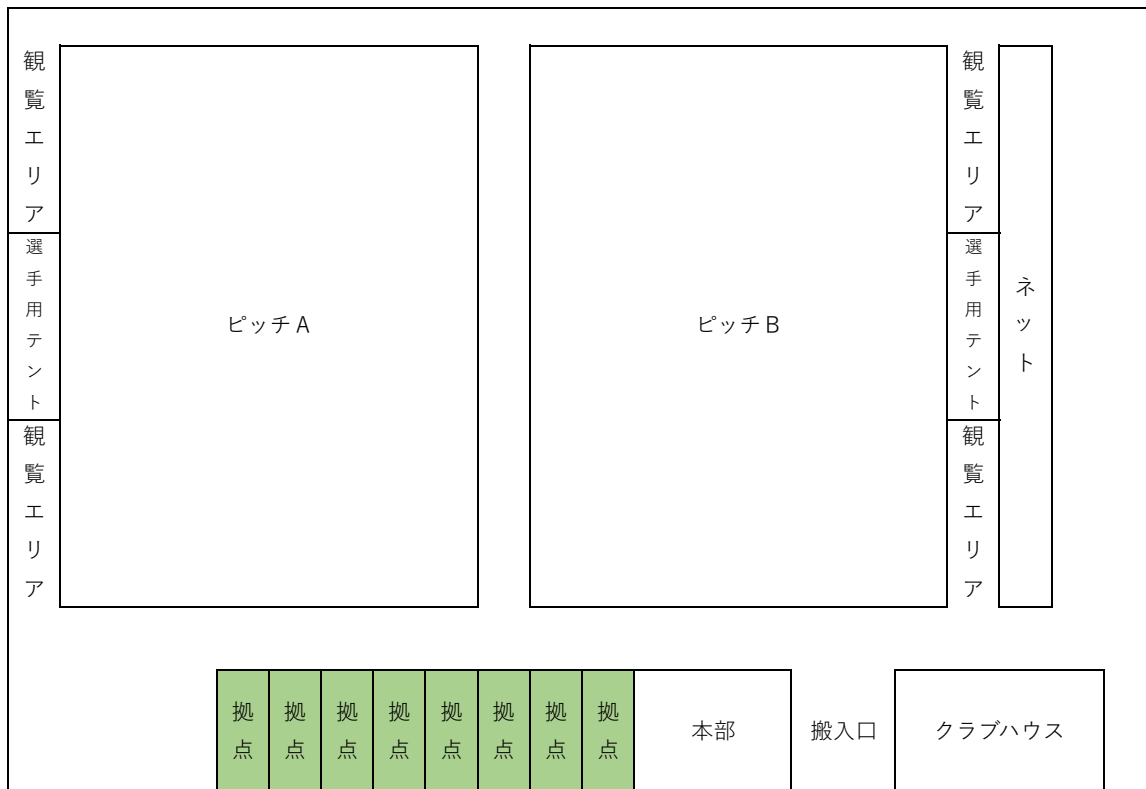 観覧エリア
選手用テント
観覧エリア
ピッチA
ピッチB
観覧エリア
選手用テント
観覧エリア
ネット
拠点
拠点
拠点
拠点
拠点
拠点
拠点
拠点
本部
搬入口
クラブハウス